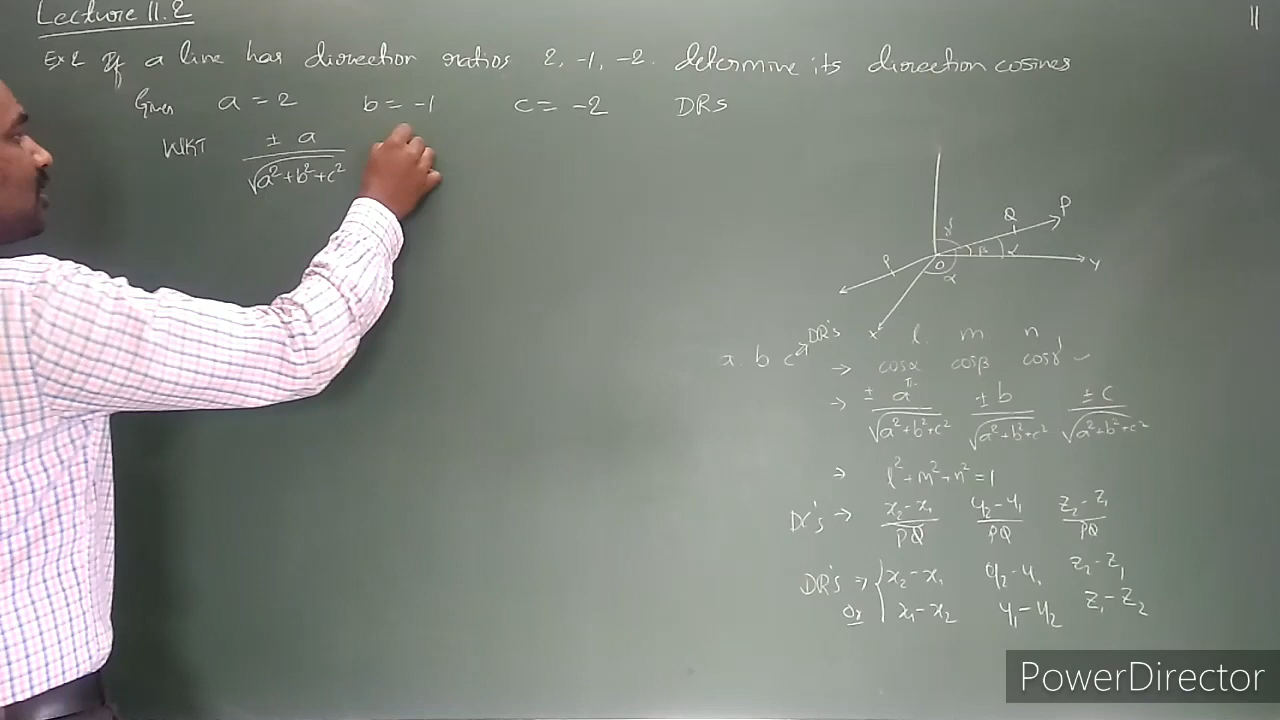 Lecture 11.2
11
Ex 2 If a line has direction ratios 2, -1, -2. determine its direction cosines
Given a = 2 b = -1 c = -2 DRs
WKT ± a / √a²+b²+c²
P
Q
γ
β α
O
Y
α
P
X
DR's l. m n
a. b c
→ cosα cosβ cosγ
→ ± a / √a²+b²+c² ± b / √a²+b²+c² ± c / √a²+b²+c²
→ l²+m²+n²=1
DC's → x₂-x₁ / PQ y₂-y₁ / PQ z₂-z₁ / PQ
DR's ⇒ { x₂-x₁ y₂-y₁ z₂-z₁
Or x₁-x₂ y₁-y₂ z₁-z₂
PowerDirector